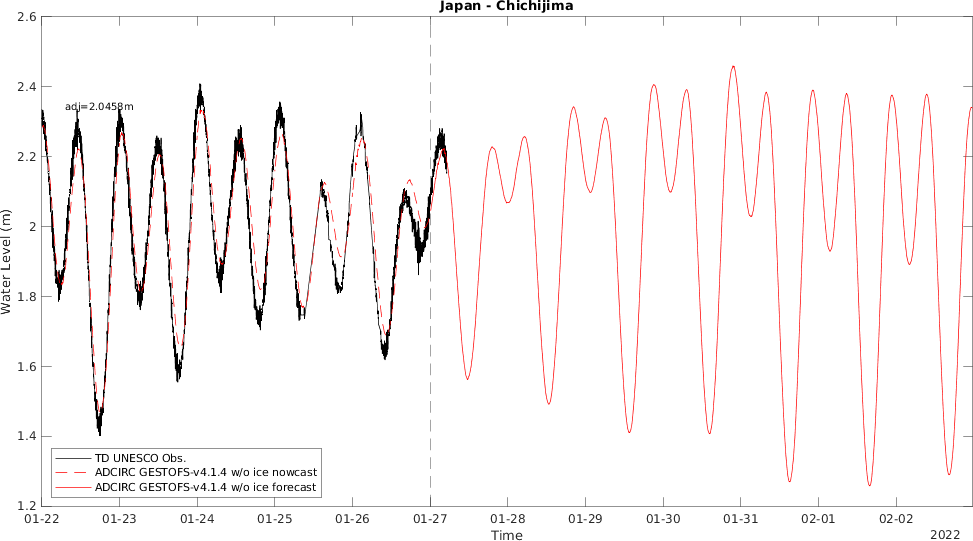 Japan - Chichijima
2.6
2.4
2.2
2
1.8
1.6
1.4
1.2
Water Level (m)
adj=2.0458m
TD UNESCO Obs.
ADCIRC GESTOFS-v4.1.4 w/o ice nowcast
ADCIRC GESTOFS-v4.1.4 w/o ice forecast
01-22 01-23 01-24 01-25 01-26 01-27 01-28 01-29 01-30 01-31 02-01 02-02
Time
2022